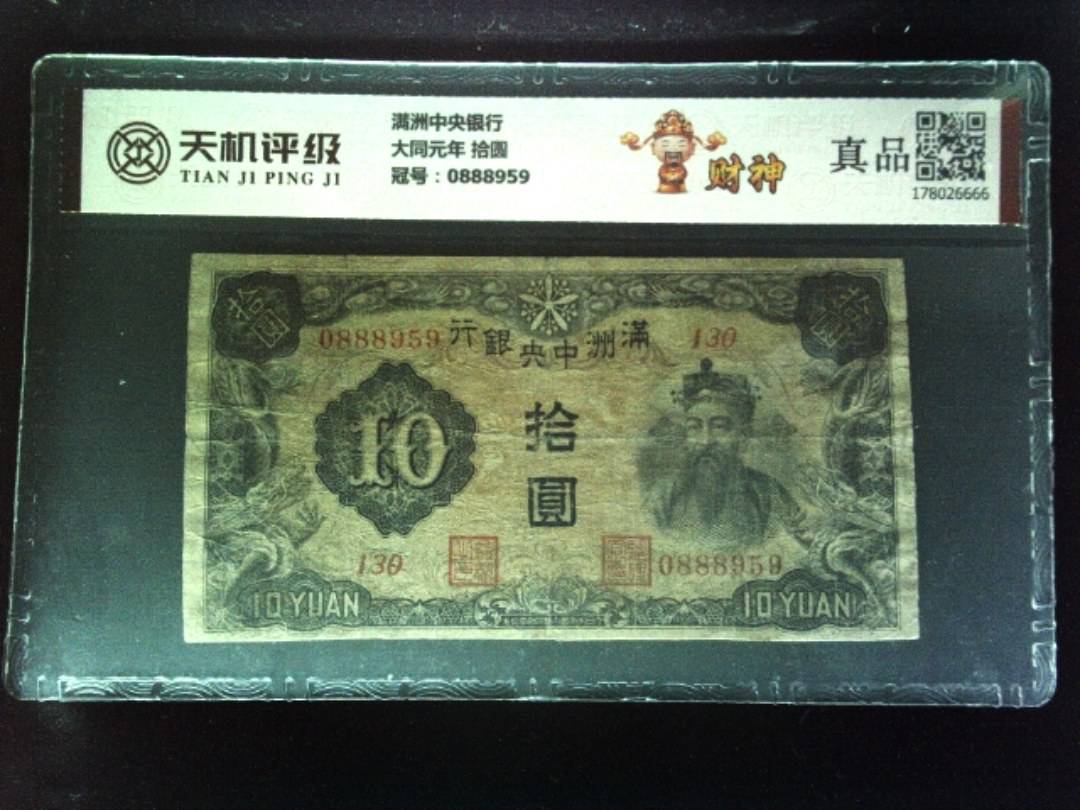 天机评级
TIAN JI PING JI
满洲中央银行
大同元年 拾圆
冠号：0888959
财神
真品
178026666
拾圓
0888959
行銀央中洲滿
130
10
拾
圓
130
0888959
10 YUAN
10 YUAN